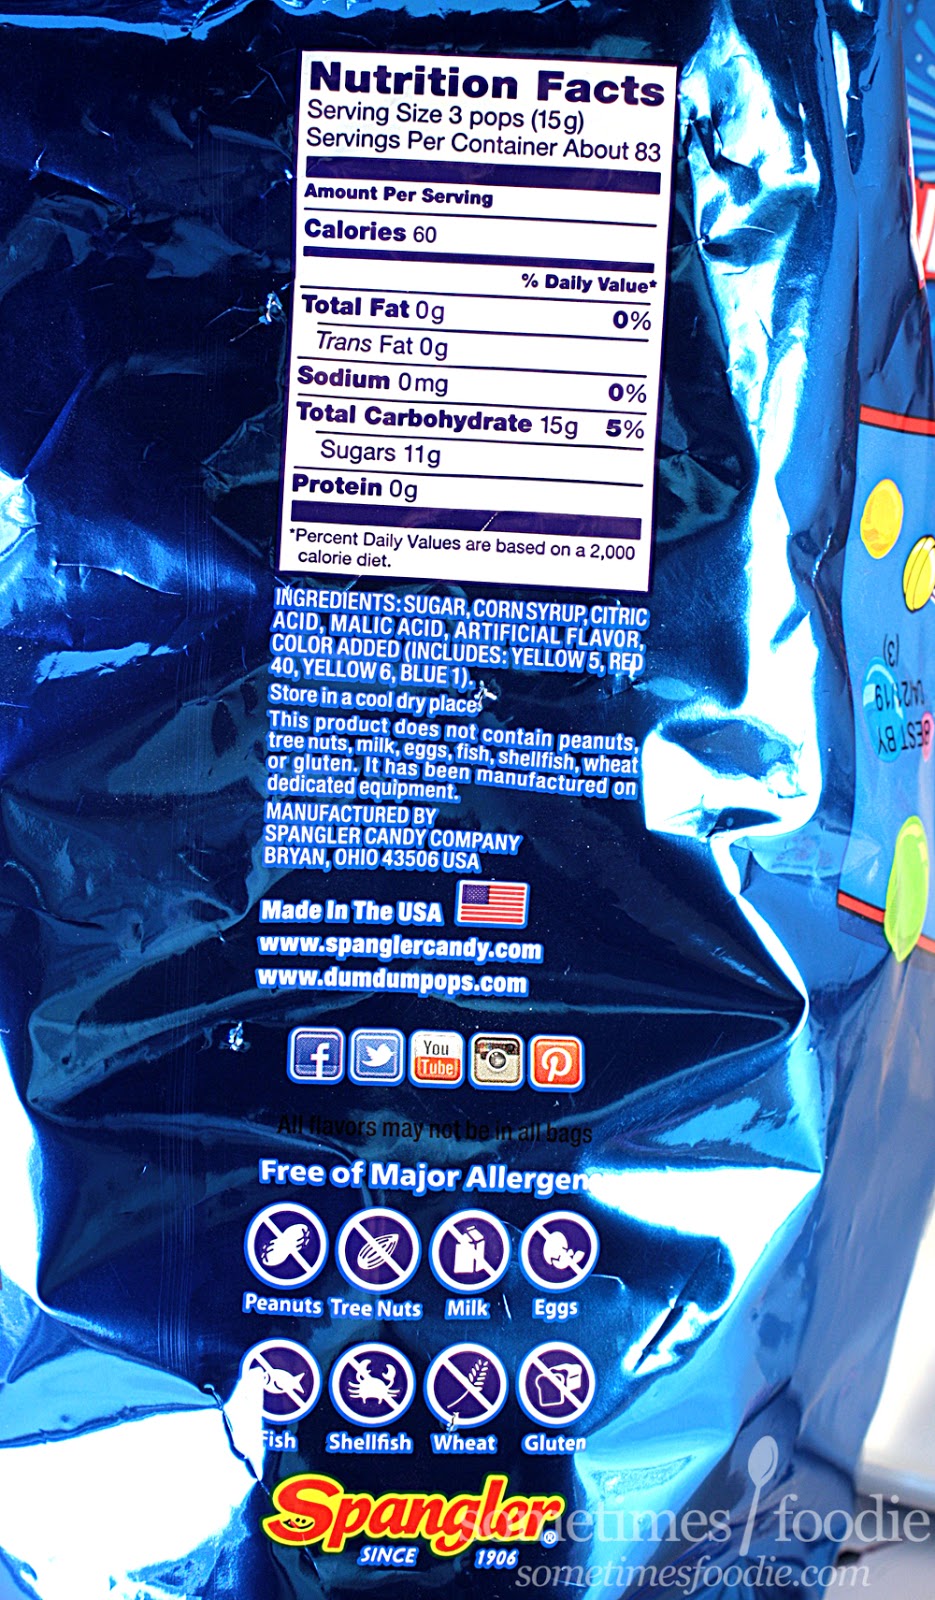 Nutrition Facts
Serving Size 3 pops (15g)
Servings Per Container About 83
Amount Per Serving
Calories 60
% Daily Value*
Total Fat 0g 0%
Trans Fat 0g
Sodium 0mg 0%
Total Carbohydrate 15g 5%
Sugars 11g
Protein 0g
*Percent Daily Values are based on a 2,000
calorie diet.
INGREDIENTS: SUGAR, CORN SYRUP, CITRIC
ACID, MALIC ACID, ARTIFICIAL FLAVOR,
COLOR ADDED (INCLUDES: YELLOW 5, RED
40, YELLOW 6, BLUE 1).
Store in a cool dry place.
This product does not contain peanuts,
tree nuts, milk, eggs, fish, shellfish, wheat
or gluten. It has been manufactured on
dedicated equipment.
MANUFACTURED BY
SPANGLER CANDY COMPANY
BRYAN, OHIO 43506 USA
Made In The USA
www.spanglercandy.com
www.dumdumpops.com
f
You
Tube
All flavors may not be in all bags
Free of Major Allergen
Peanuts Tree Nuts Milk Eggs
Fish Shellfish Wheat Gluten
Spangler®
SINCE 1906
BEST BY
(3)
sometimes foodie
sometimesfoodie.com